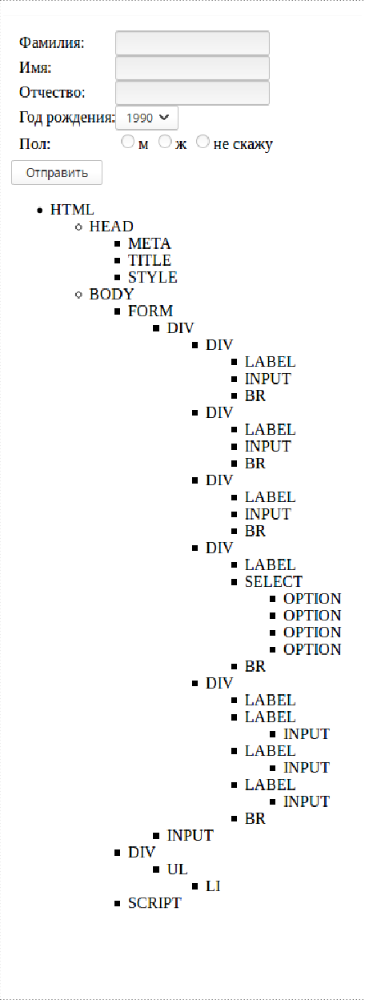 Фамилия:
Имя:
Отчество:
Год рождения: 1990
Пол: м ж не скажу
Отправить
HTML
HEAD
META
TITLE
STYLE
BODY
FORM
DIV
DIV
LABEL
INPUT
BR
DIV
LABEL
INPUT
BR
DIV
LABEL
INPUT
BR
DIV
LABEL
SELECT
OPTION
OPTION
OPTION
OPTION
BR
DIV
LABEL
LABEL
INPUT
LABEL
INPUT
LABEL
INPUT
BR
INPUT
DIV
UL
LI
SCRIPT